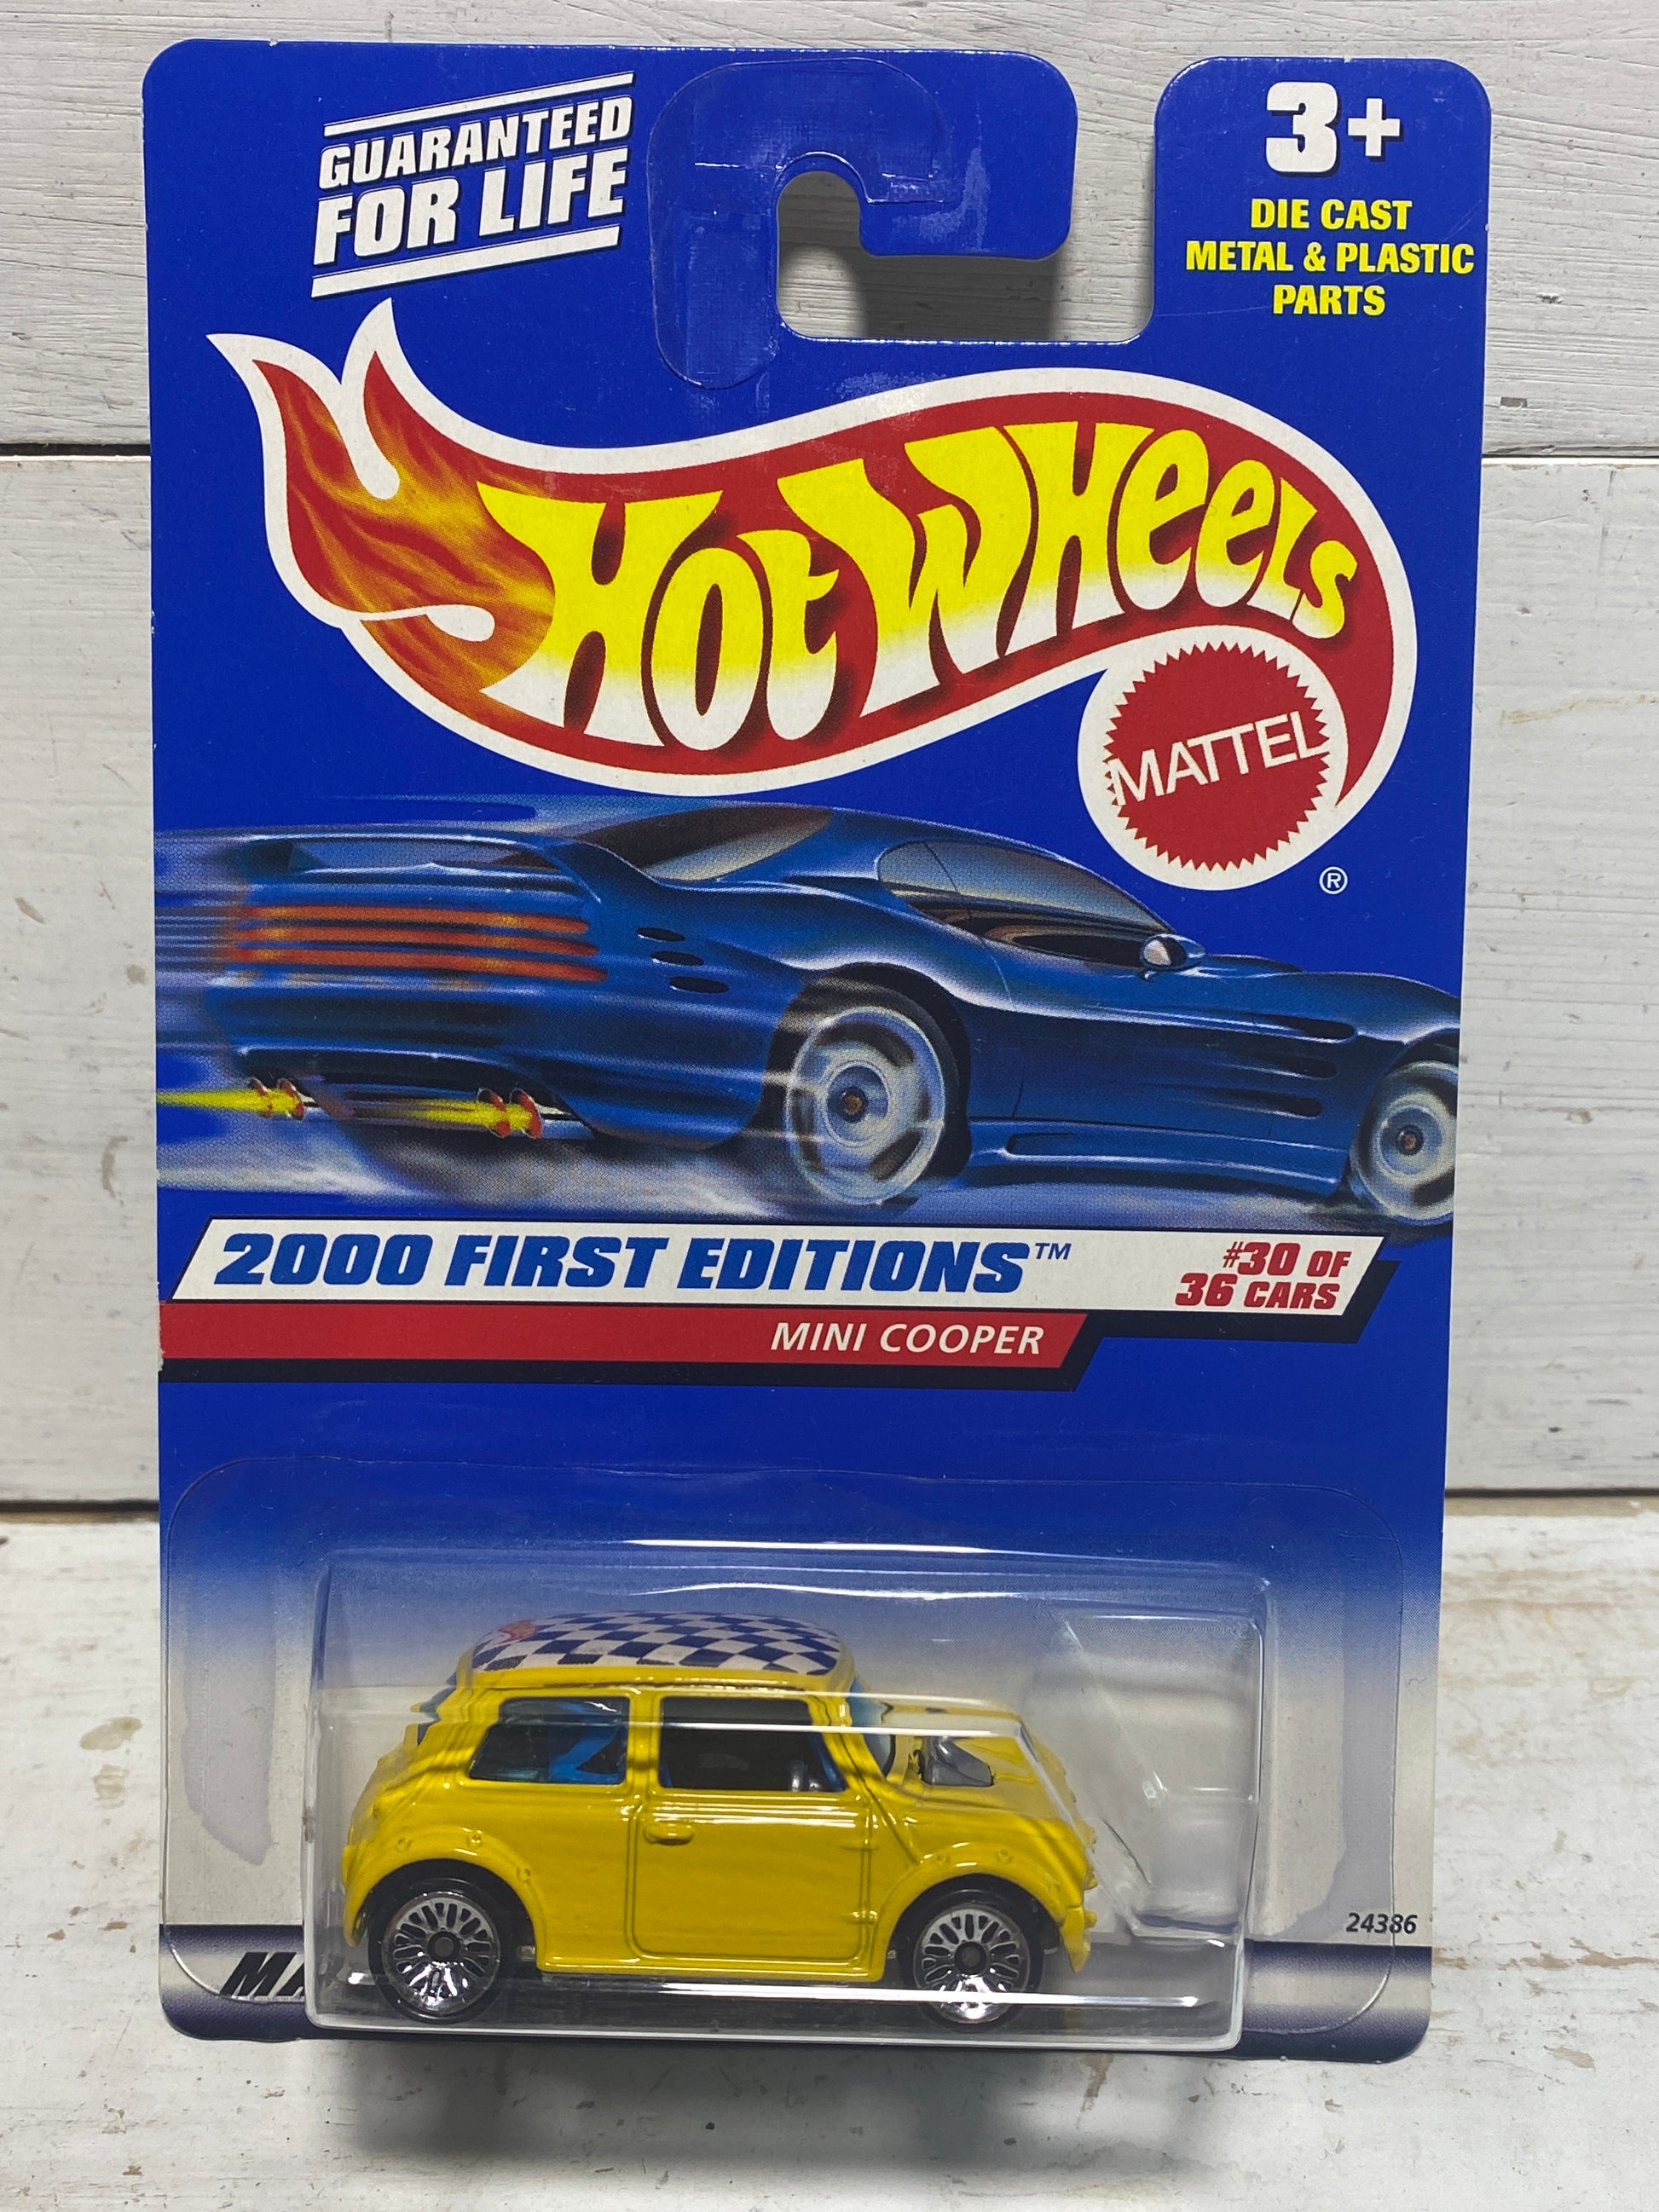 GUARANTEED
FOR LIFE
3+
DIE CAST
METAL & PLASTIC
PARTS
HOT WHEELS
MATTEL
®
2000 FIRST EDITIONS™
#30 OF
36 CARS
MINI COOPER
24386